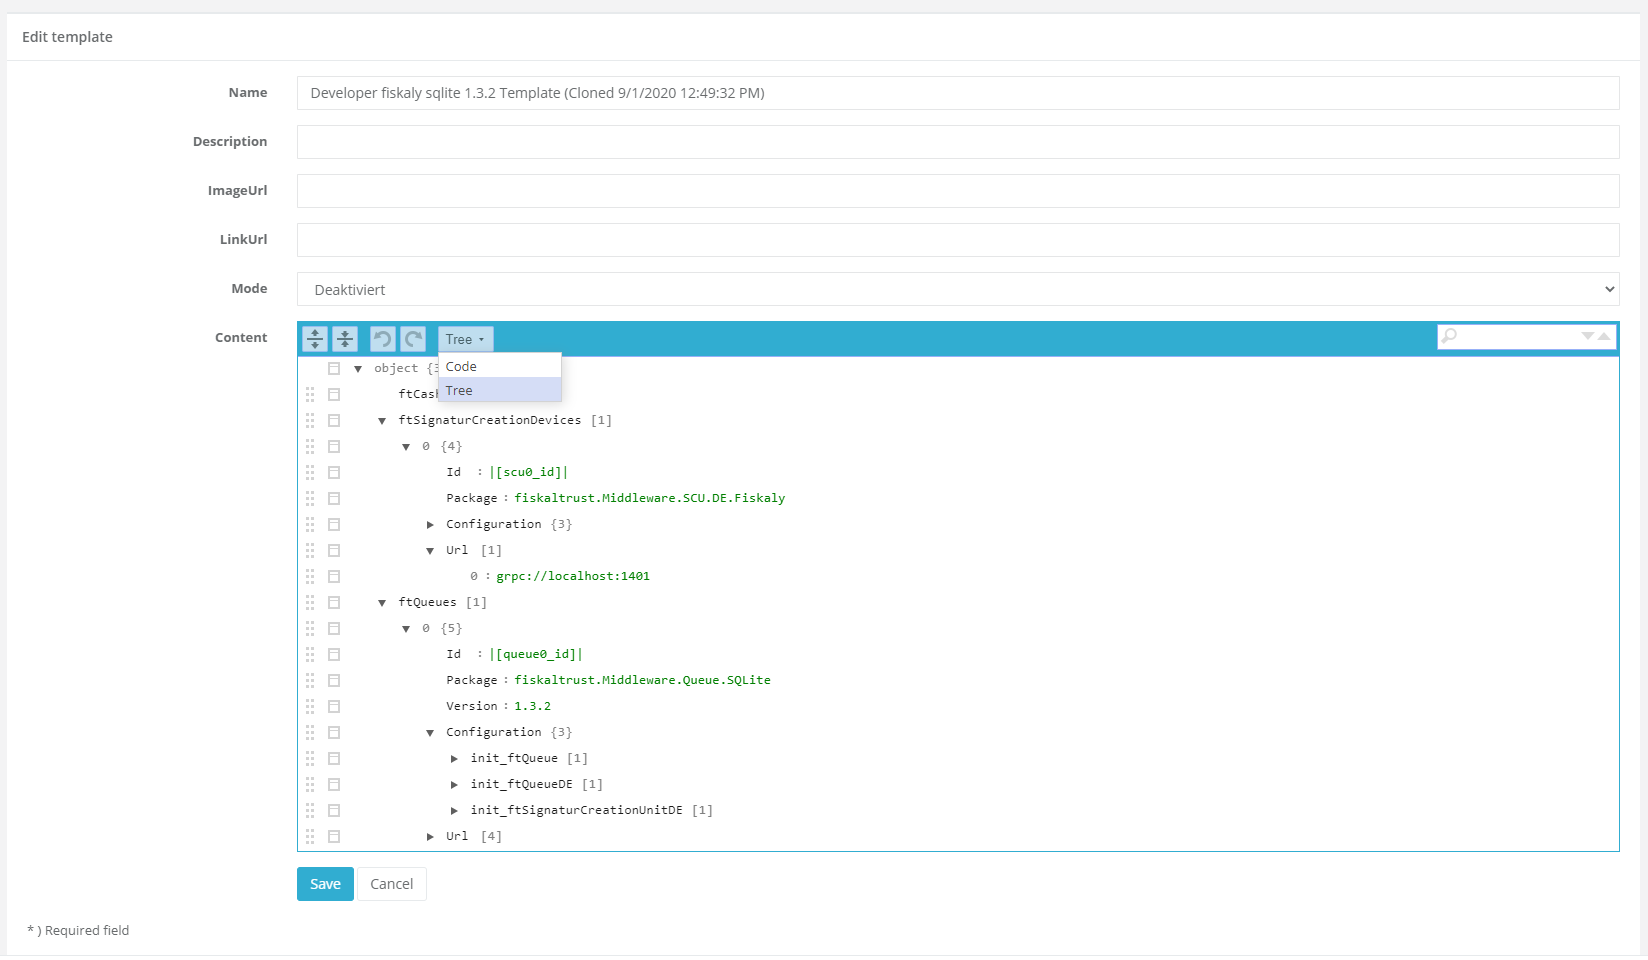 Edit template
Name
Developer fiskaly sqlite 1.3.2 Template (Cloned 9/1/2020 12:49:32 PM)
Description
ImageUrl
LinkUrl
Mode
Deaktiviert
Content
Tree
Code
Tree
object
ftCas
ftSignaturCreationDevices [1]
0 {4}
Id : |[scu0_id]|
Package : fiskaltrust.Middleware.SCU.DE.Fiskaly
Configuration {3}
Url [1]
0 : grpc://localhost:1401
ftQueues [1]
0 {5}
Id : |[queue0_id]|
Package : fiskaltrust.Middleware.Queue.SQLite
Version : 1.3.2
Configuration {3}
init_ftQueue [1]
init_ftQueueDE [1]
init_ftSignaturCreationUnitDE [1]
Url [4]
Save
Cancel
* ) Required field